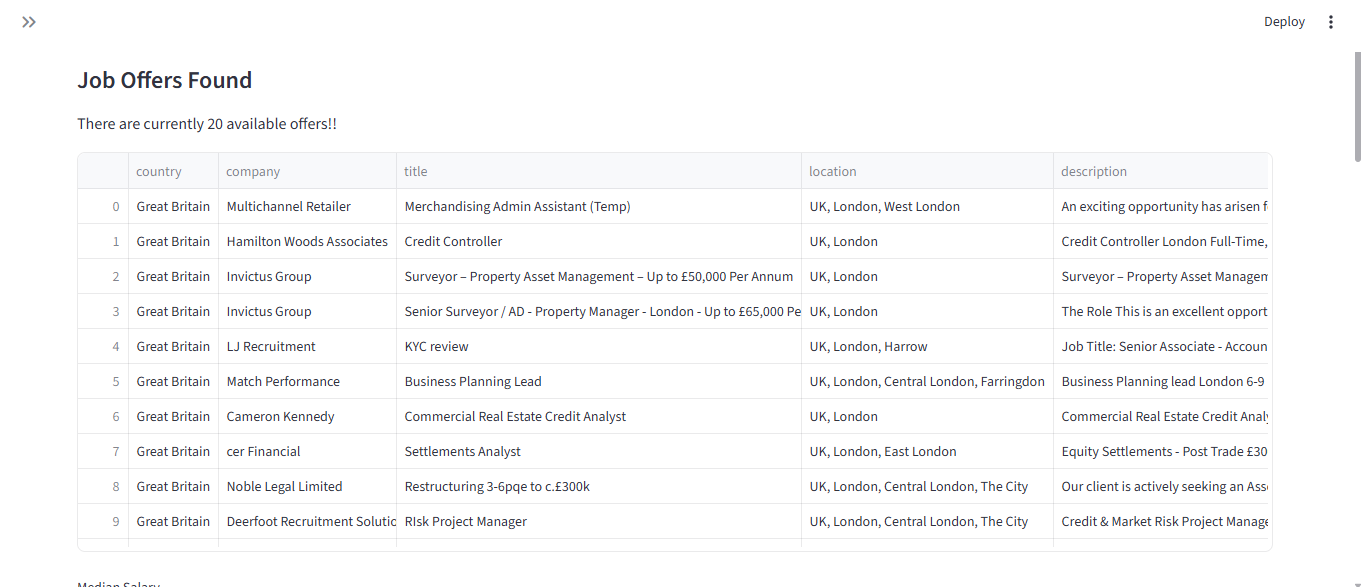 Deploy
Job Offers Found
There are currently 20 available offers!!
country company title location description
0 Great Britain Multichannel Retailer Merchandising Admin Assistant (Temp) UK, London, West London An exciting opportunity has arisen f
1 Great Britain Hamilton Woods Associates Credit Controller UK, London Credit Controller London Full-Time,
2 Great Britain Invictus Group Surveyor – Property Asset Management – Up to £50,000 Per Annum UK, London Surveyor – Property Asset Managem
3 Great Britain Invictus Group Senior Surveyor / AD - Property Manager - London - Up to £65,000 Pe UK, London The Role This is an excellent opport
4 Great Britain LJ Recruitment KYC review UK, London, Harrow Job Title: Senior Associate - Accoun
5 Great Britain Match Performance Business Planning Lead UK, London, Central London, Farringdon Business Planning lead London 6-9
6 Great Britain Cameron Kennedy Commercial Real Estate Credit Analyst UK, London Commercial Real Estate Credit Analy
7 Great Britain cer Financial Settlements Analyst UK, London, East London Equity Settlements - Post Trade £30
8 Great Britain Noble Legal Limited Restructuring 3-6pqe to c.£300k UK, London, Central London, The City Our client is actively seeking an Ass
9 Great Britain Deerfoot Recruitment Solutio RIsk Project Manager UK, London, Central London, The City Credit & Market Risk Project Manage
Median Salary